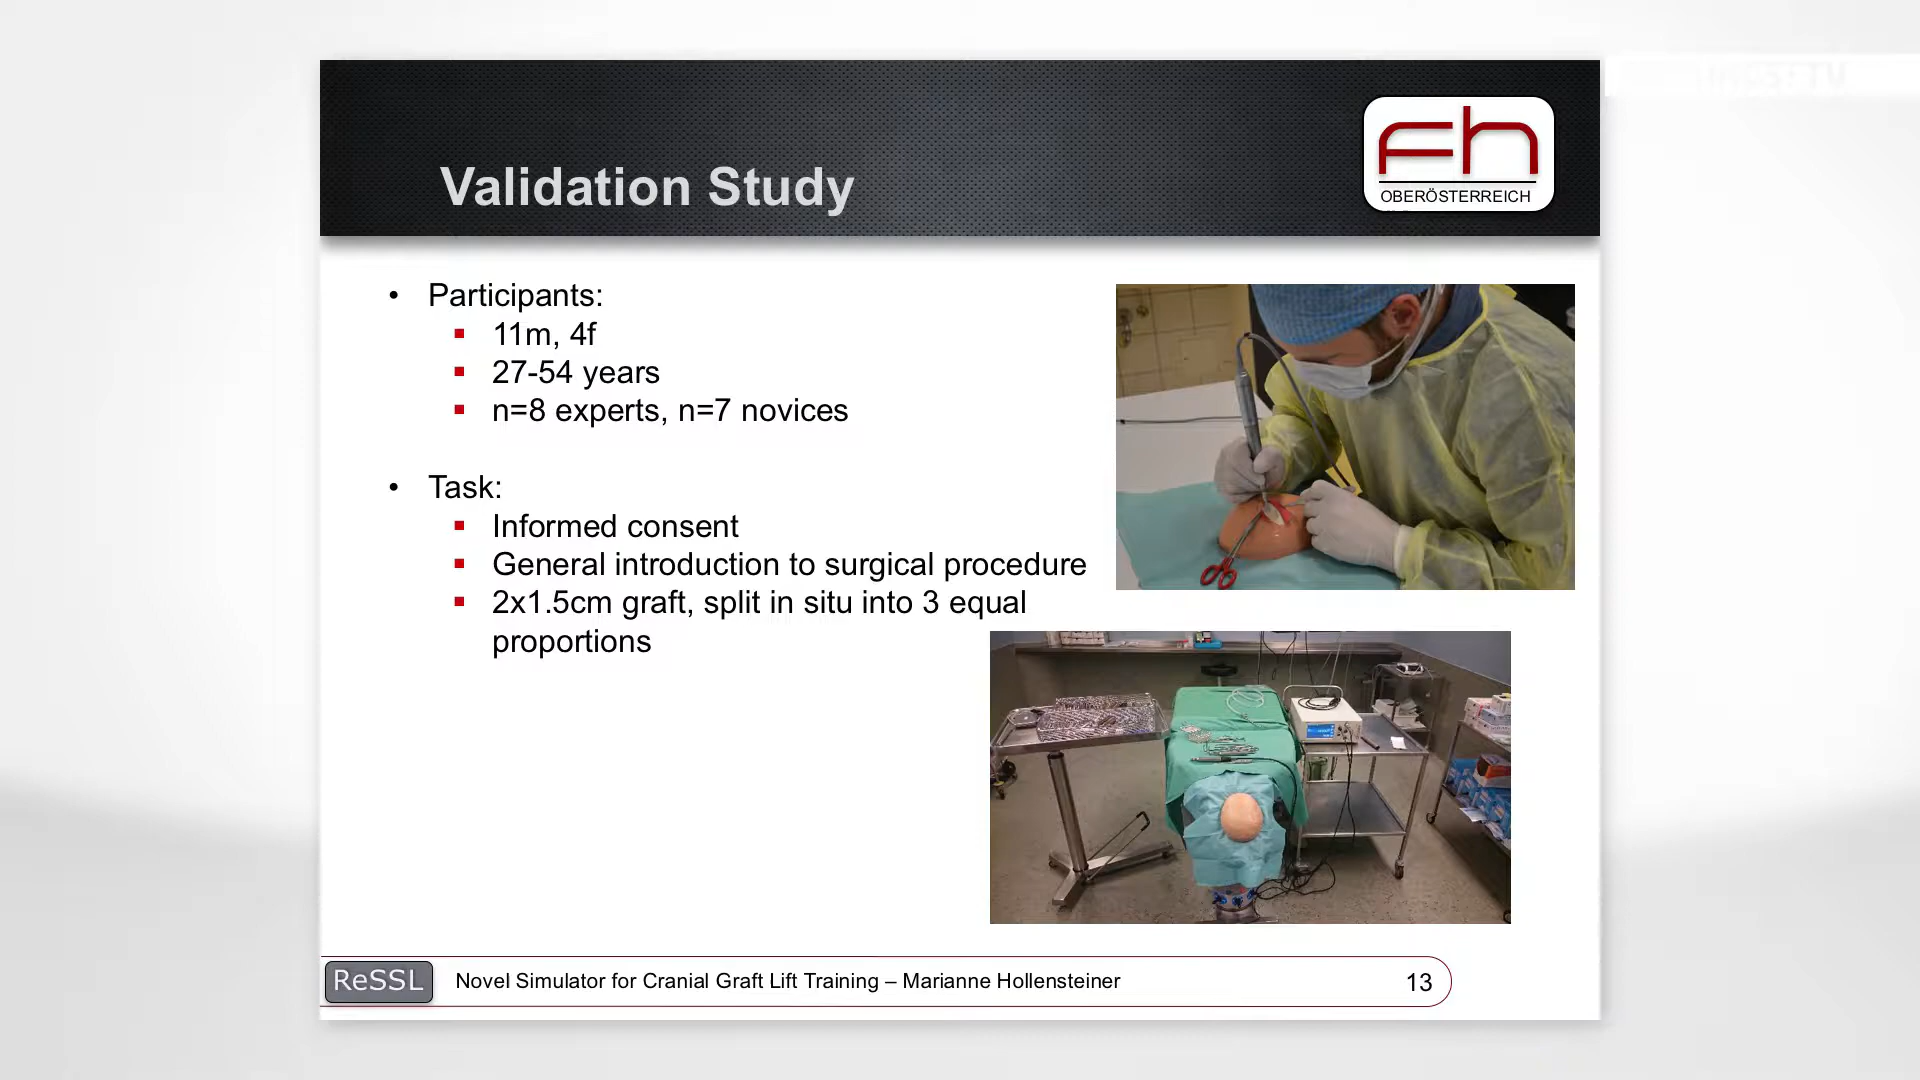 Validation Study
Fh
OBERÖSTERREICH
• Participants:
▪ 11m, 4f
▪ 27-54 years
▪ n=8 experts, n=7 novices
• Task:
▪ Informed consent
▪ General introduction to surgical procedure
▪ 2x1.5cm graft, split in situ into 3 equal
proportions
ReSSL
Novel Simulator for Cranial Graft Lift Training – Marianne Hollensteiner
13